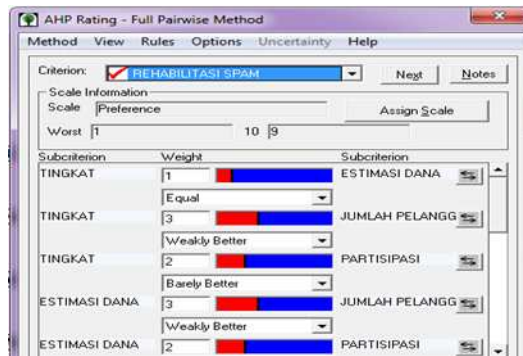 AHP Rating - Full Pairwise Method
Method View Rules Options Uncertainty Help
Criterion: REHABILITASI SPAM Next Notes
Scale Information
Scale Preference Assign Scale
Worst 1 10 9
Subcriterion Weight Subcriterion
TINGKAT 1 ESTIMASI DANA
Equal
TINGKAT 3 JUMLAH PELANGG
Weakly Better
TINGKAT 2 PARTISIPASI
Barely Better
ESTIMASI DANA 3 JUMLAH PELANGG
Weakly Better
ESTIMASI DANA 2 PARTISIPASI